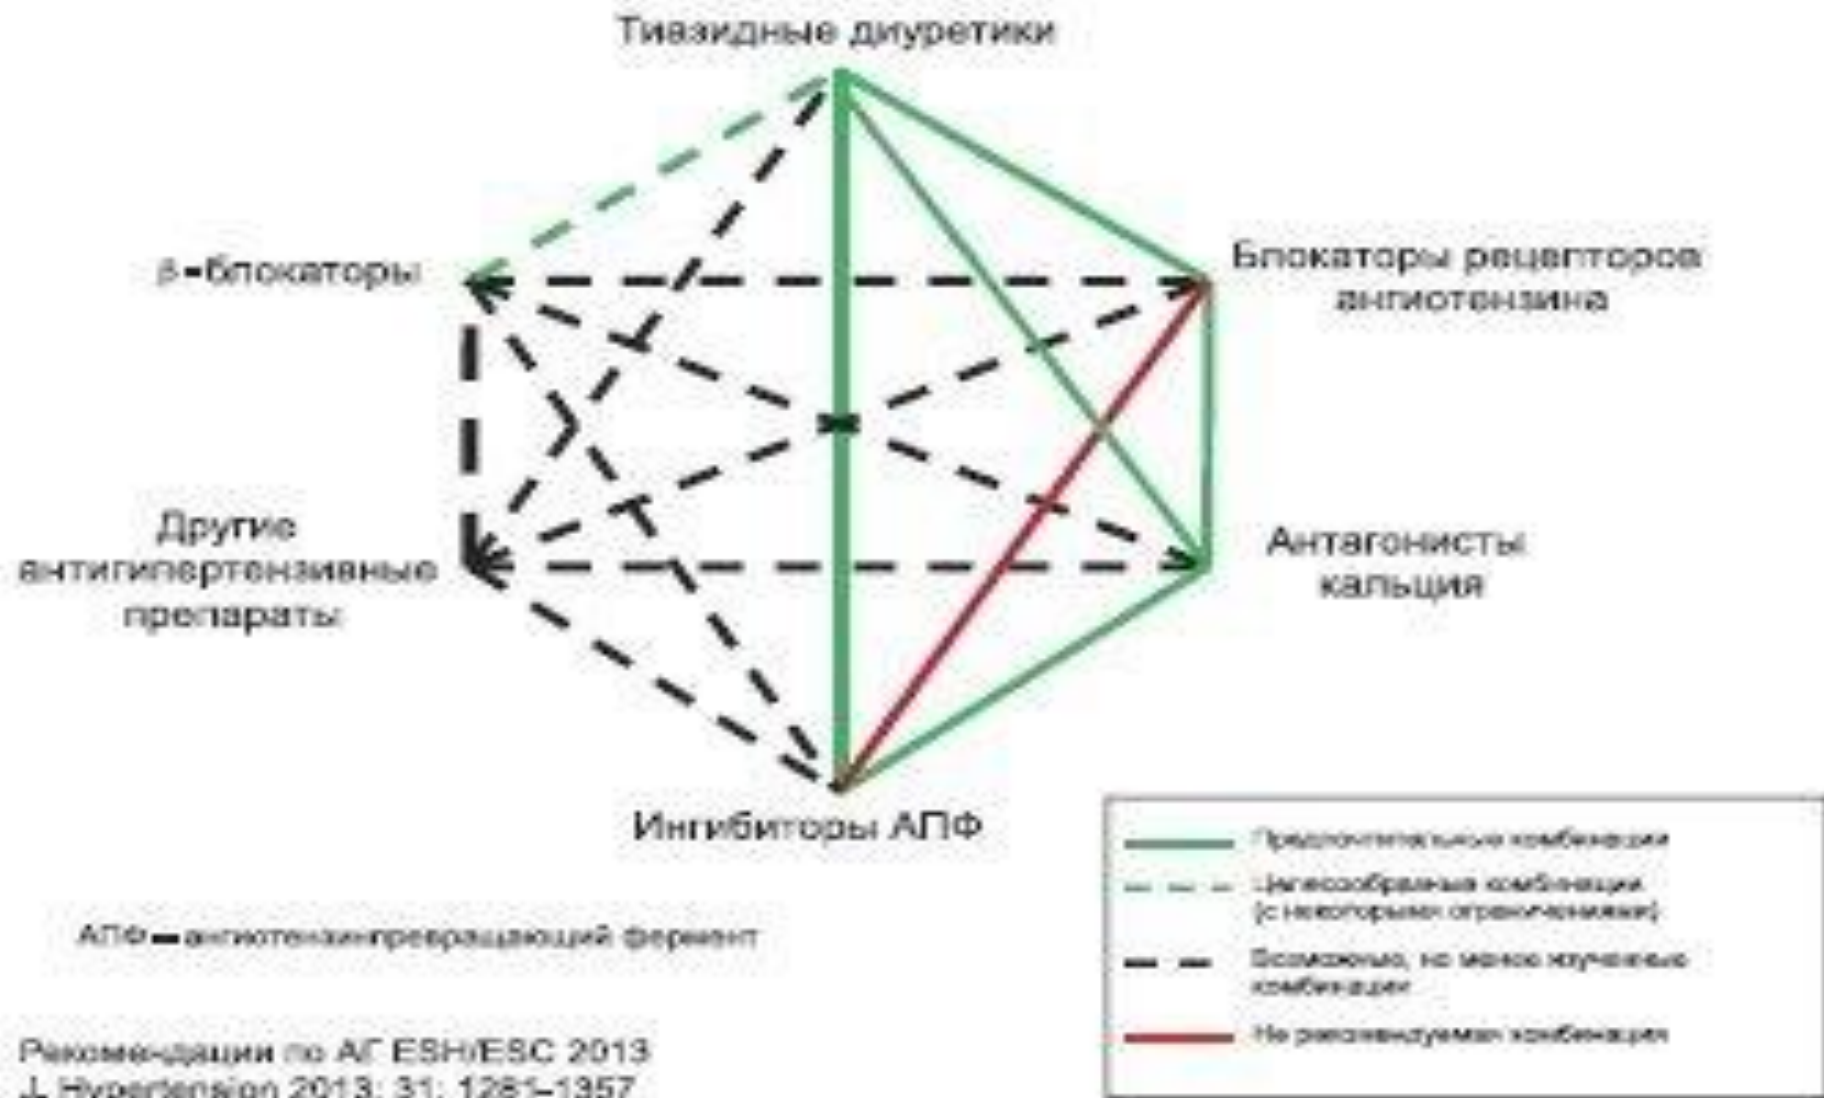 Тиазидные диуретики
β-блокаторы
Блокаторы рецепторов
ангиотензина
Другие
антигипертензивные
препараты
Антагонисты
кальция
Ингибиторы АПФ
Предпочтительные комбинации
Целесообразные комбинации
(с некоторыми ограничениями)
Возможные, но менее изученные
комбинации
Не рекомендуемая комбинация
АПФ – ангиотензинпревращающий фермент
Рекомендации по АГ ESH/ESC 2013
J. Hypertension 2013; 31: 1281–1357